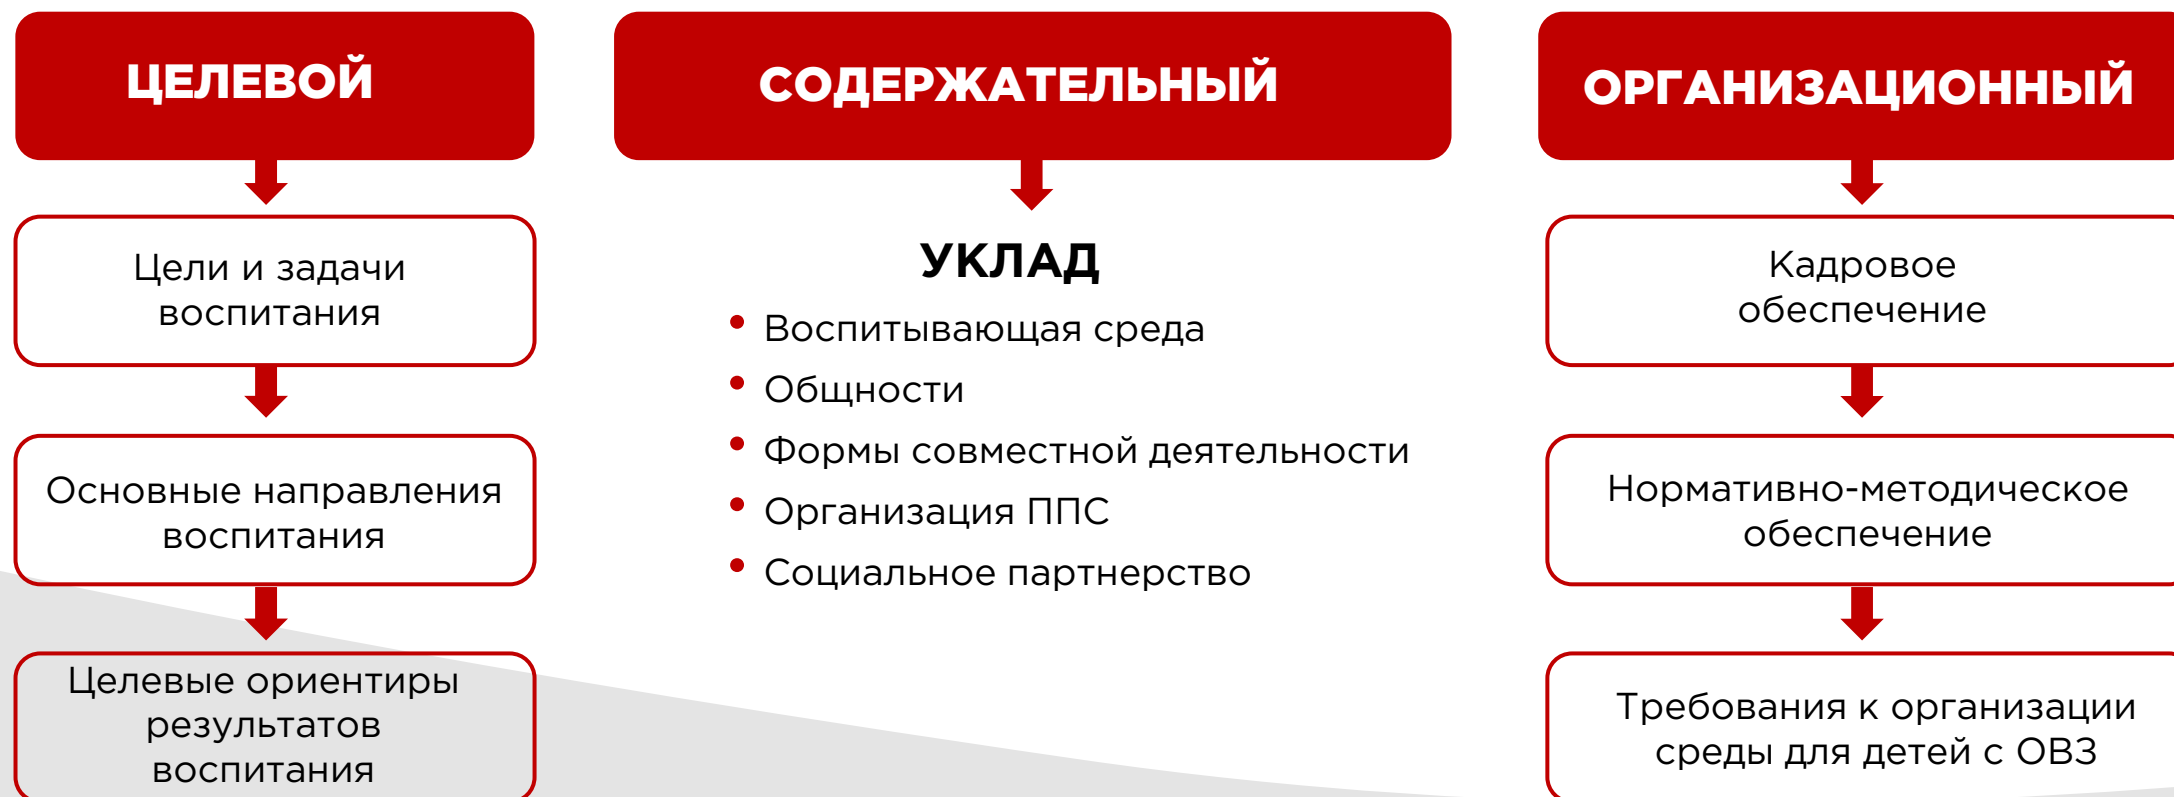 ЦЕЛЕВОЙ
Цели и задачи
воспитания
Основные направления
воспитания
Целевые ориентиры
результатов
воспитания
СОДЕРЖАТЕЛЬНЫЙ
УКЛАД
• Воспитывающая среда
• Общности
• Формы совместной деятельности
• Организация ППС
• Социальное партнерство
ОРГАНИЗАЦИОННЫЙ
Кадровое
обеспечение
Нормативно-методическое
обеспечение
Требования к организации
среды для детей с ОВЗ